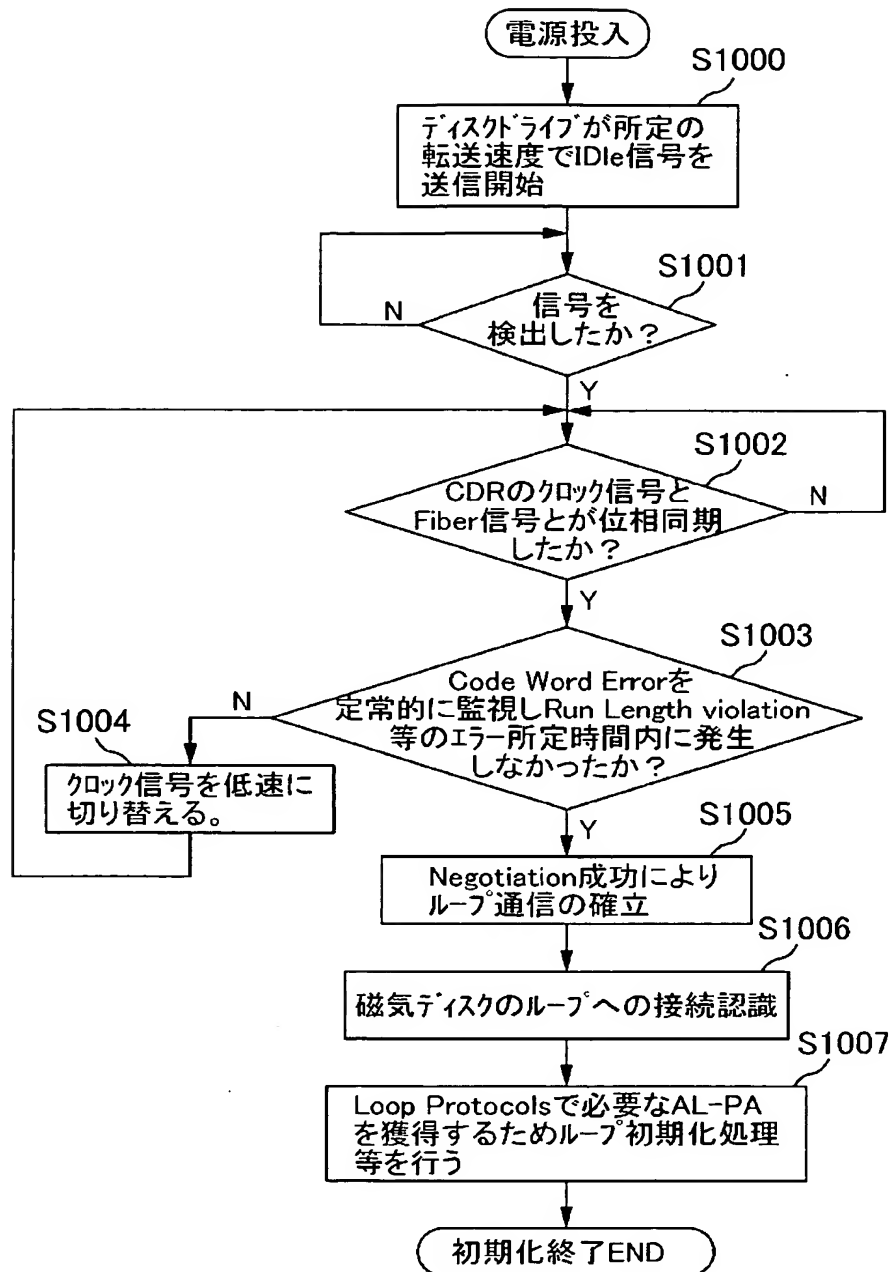 電源投入
S1000
ディスクドライブが所定の
転送速度でIDle信号を
送信開始
S1001
信号を
検出したか？
N
Y
S1002
CDRのクロック信号と
Fiber信号とが位相同期
したか？
N
Y
S1003
Code Word Errorを
定常的に監視しRun Length violation
等のエラー所定時間内に発生
しなかったか？
N
S1004
クロック信号を低速に
切り替える。
Y
S1005
Negotiation成功により
ループ通信の確立
S1006
磁気ディスクのループへの接続認識
S1007
Loop Protocolsで必要なAL-PA
を獲得するためループ初期化処理
等を行う
初期化終了END